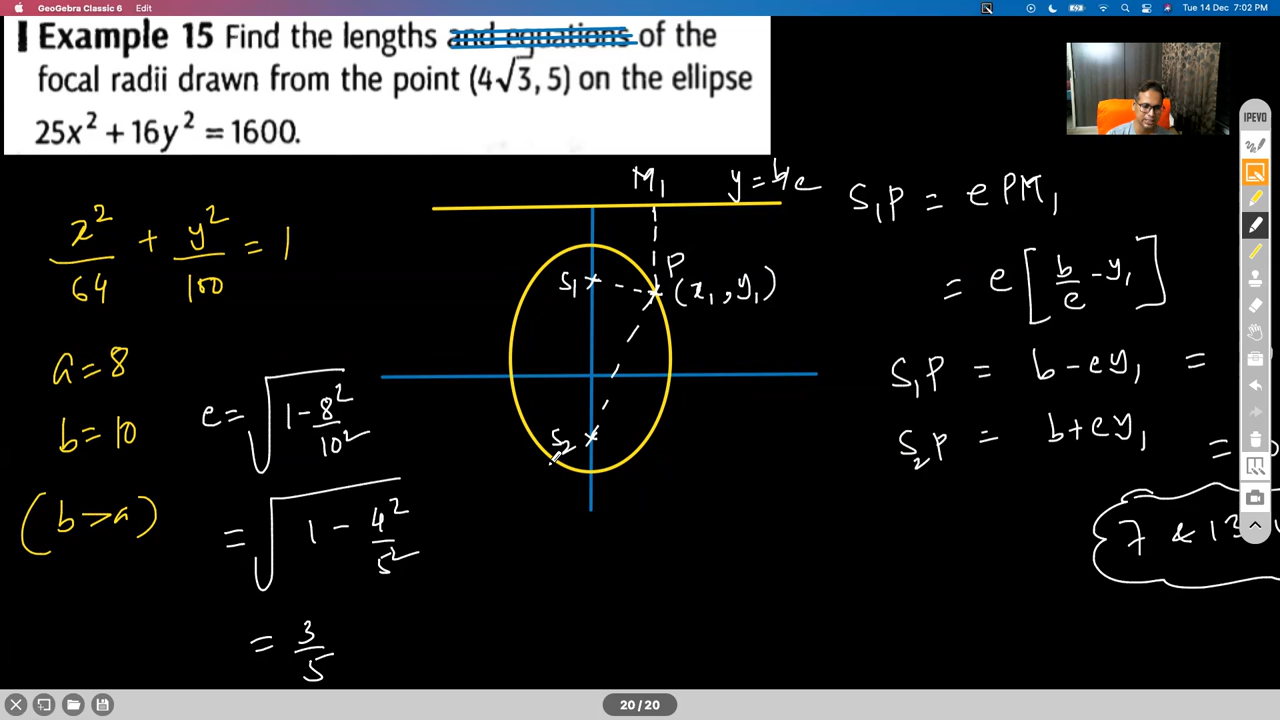 GeoGebra Classic 6 Edit
Tue 14 Dec 7:02 PM
Example 15 Find the lengths and equations of the
focal radii drawn from the point (4√3, 5) on the ellipse
25x² + 16y² = 1600.
IPEVO
x²/64 + y²/100 = 1
a = 8
b = 10
(b > a)
e = √(1 - 8²/10²)
= √(1 - 4²/5²)
= 3/5
M₁ y = b/e
P
S₁ (x₁, y₁)
S₂
S₁P = e PM₁
= e [b/e - y₁]
S₁P = b - ey₁ =
S₂P = b + ey₁ =
7 & 13
20 / 20